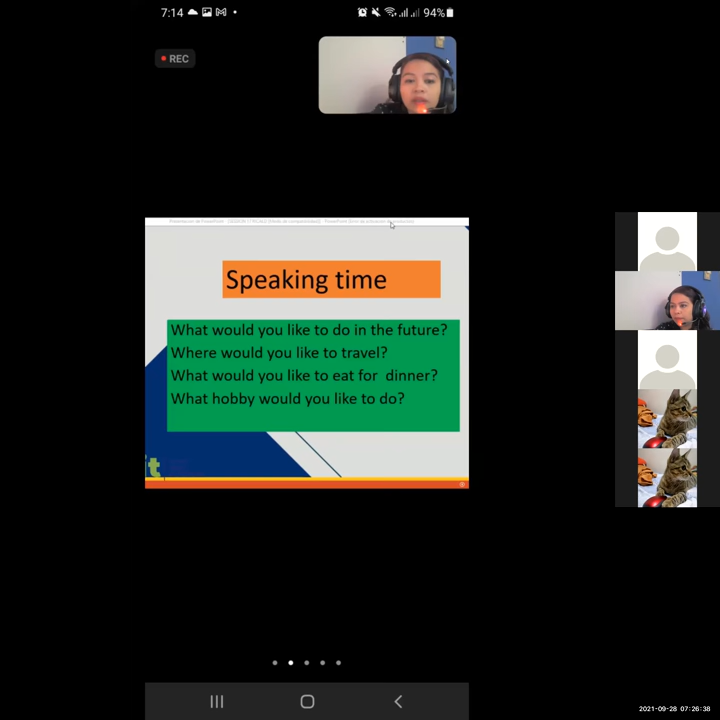 7:14
94%
REC
Speaking time
What would you like to do in the future?
Where would you like to travel?
What would you like to eat for dinner?
What hobby would you like to do?
t
2021-09-28 07:26:38